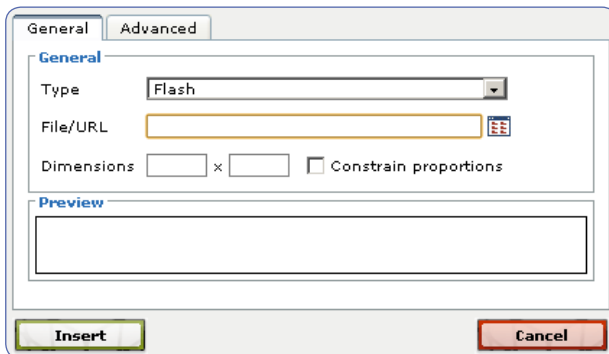 General Advanced
General
Type Flash
File/URL
Dimensions x Constrain proportions
Preview
Insert Cancel